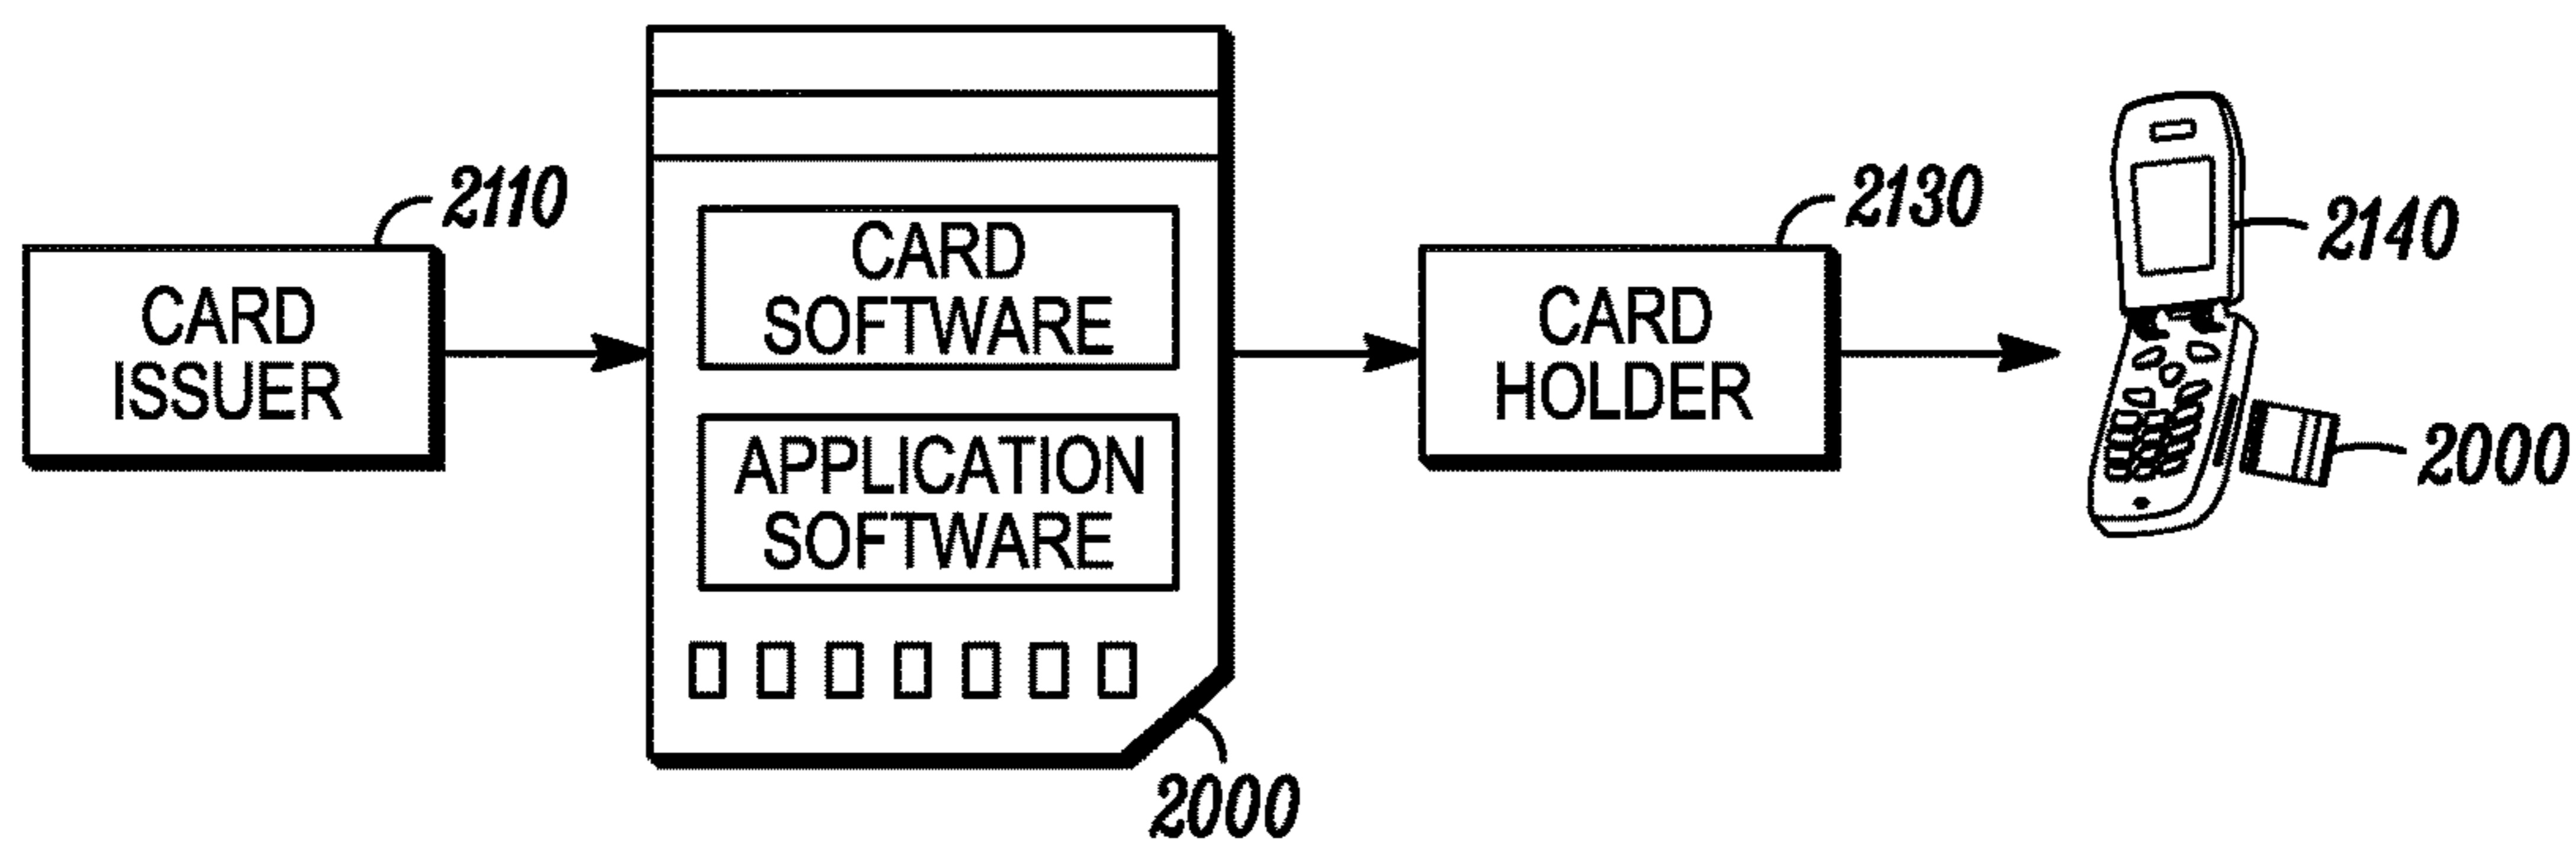 2110
CARD
ISSUER
CARD
SOFTWARE
APPLICATION
SOFTWARE
2000
2130
CARD
HOLDER
2140
2000